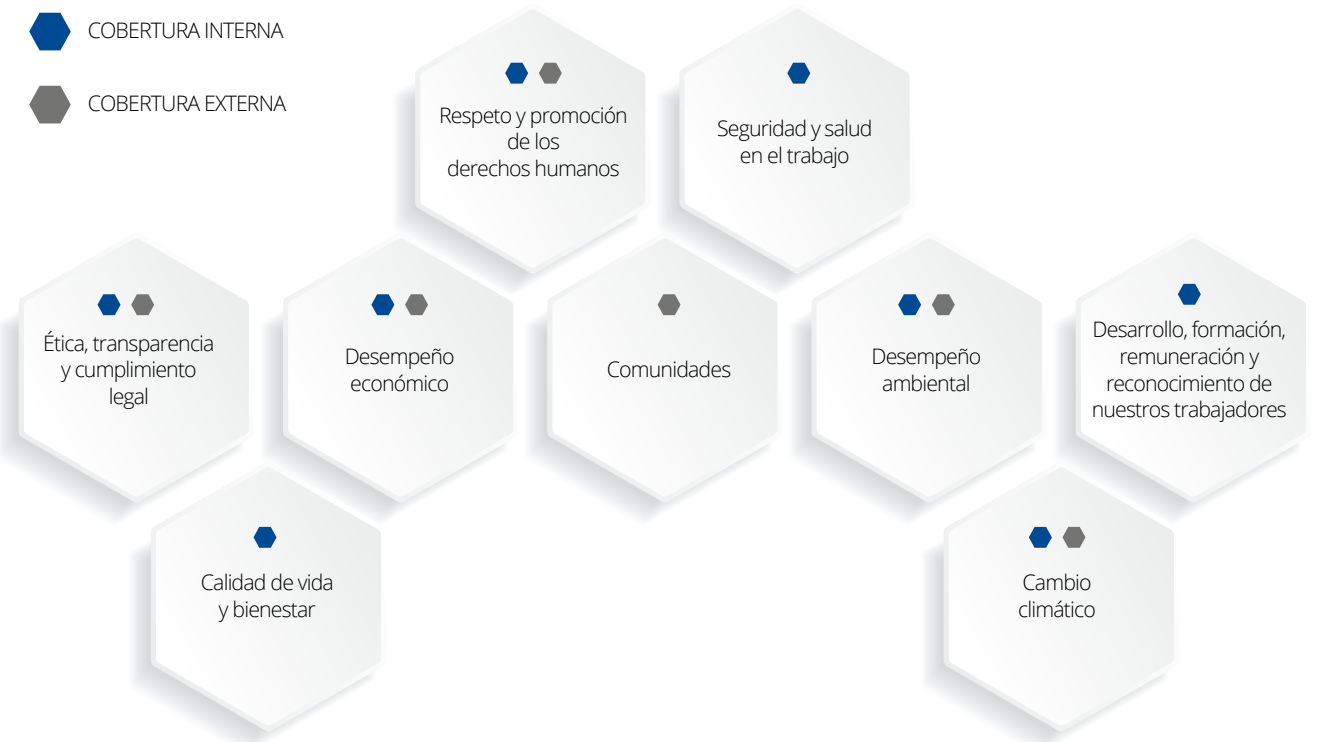 COBERTURA INTERNA
COBERTURA EXTERNA
Respeto y promoción
de los
derechos humanos
Seguridad y salud
en el trabajo
Ética, transparencia
y cumplimiento
legal
Desempeño
económico
Comunidades
Desempeño
ambiental
Desarrollo, formación,
remuneración y
reconocimiento de
nuestros trabajadores
Calidad de vida
y bienestar
Cambio
climático